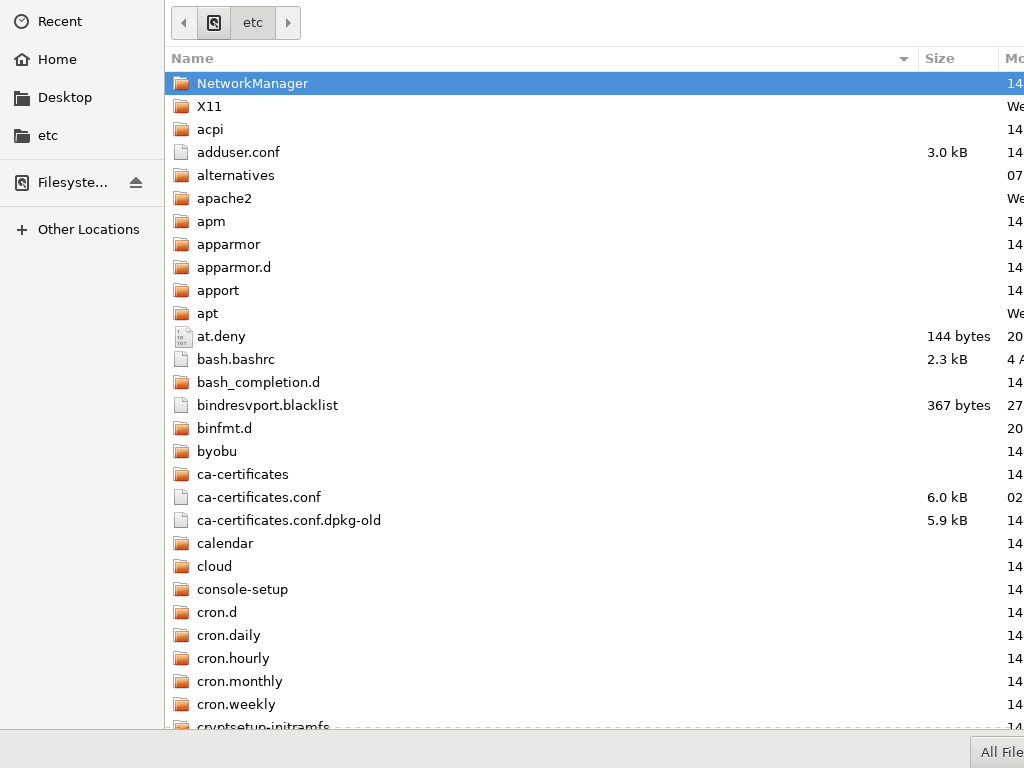 Recent
Home
Desktop
etc
Filesyste...
Other Locations
etc
Name Size Mo
NetworkManager 14
X11 We
acpi 14
adduser.conf 3.0 kB 14
alternatives 07
apache2 We
apm 14
apparmor 14
apparmor.d 14
apport 14
apt We
at.deny 144 bytes 20
bash.bashrc 2.3 kB 4 A
bash_completion.d 14
bindresvport.blacklist 367 bytes 27
binfmt.d 20
byobu 14
ca-certificates 14
ca-certificates.conf 6.0 kB 02
ca-certificates.conf.dpkg-old 5.9 kB 14
calendar 14
cloud 14
console-setup 14
cron.d 14
cron.daily 14
cron.hourly 14
cron.monthly 14
cron.weekly 14
cryptsetup-initramfs 14
All File